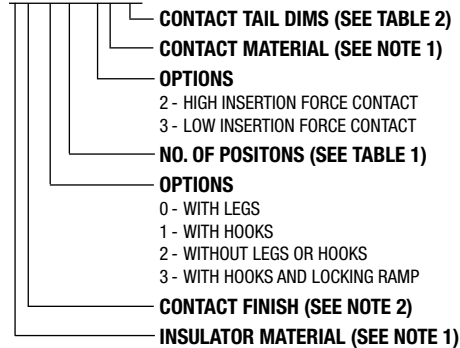 CONTACT TAIL DIMS (SEE TABLE 2)
CONTACT MATERIAL (SEE NOTE 1)
OPTIONS
2 - HIGH INSERTION FORCE CONTACT
3 - LOW INSERTION FORCE CONTACT
NO. OF POSITONS (SEE TABLE 1)
OPTIONS
0 - WITH LEGS
1 - WITH HOOKS
2 - WITHOUT LEGS OR HOOKS
3 - WITH HOOKS AND LOCKING RAMP
CONTACT FINISH (SEE NOTE 2)
INSULATOR MATERIAL (SEE NOTE 1)